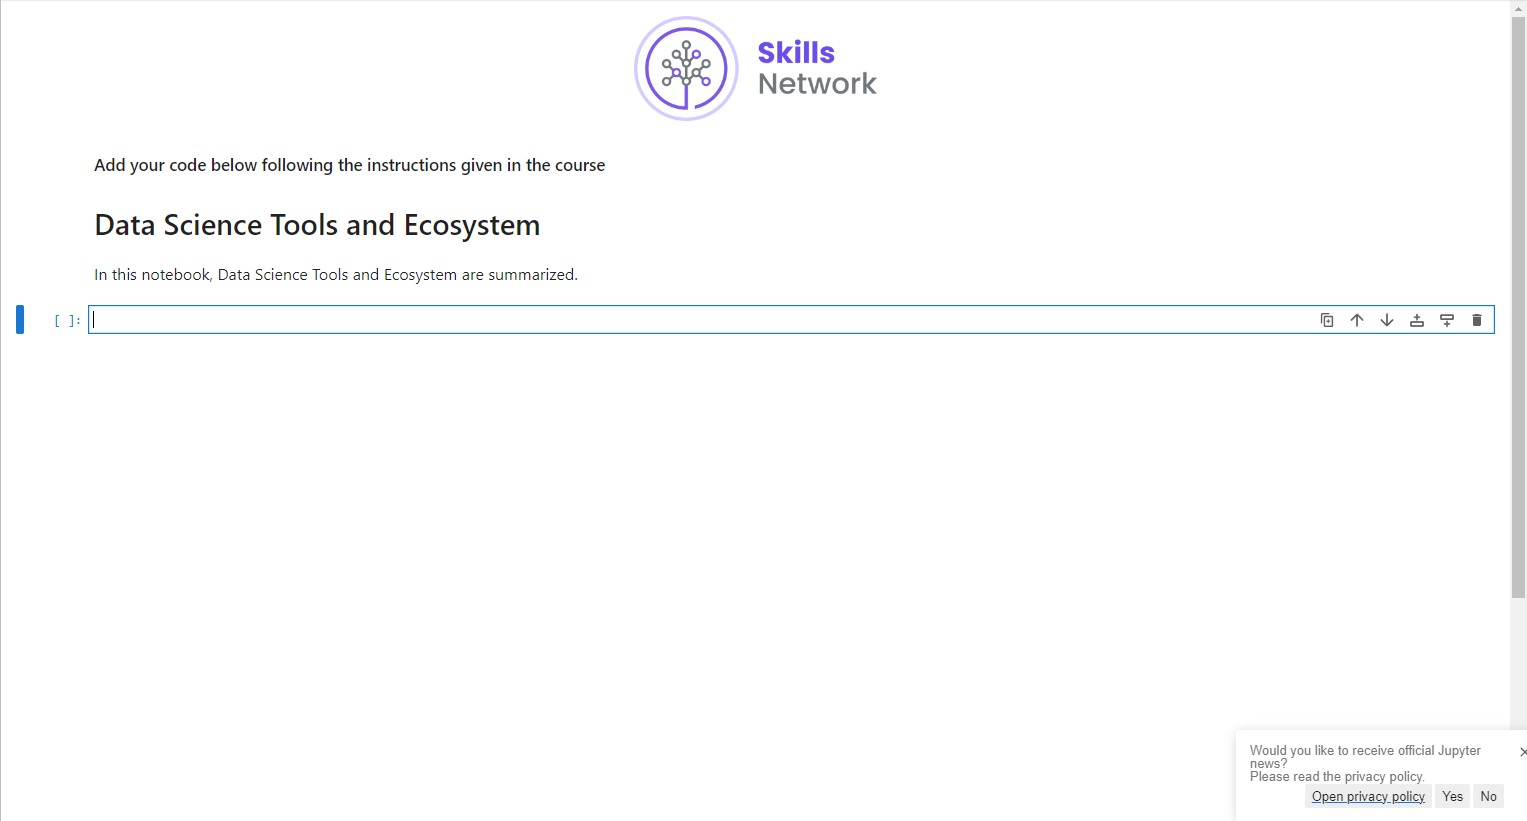 Skills
Network
Add your code below following the instructions given in the course
Data Science Tools and Ecosystem
In this notebook, Data Science Tools and Ecosystem are summarized.
[ ]:
Would you like to receive official Jupyter
news?
Please read the privacy policy.
Open privacy policy Yes No